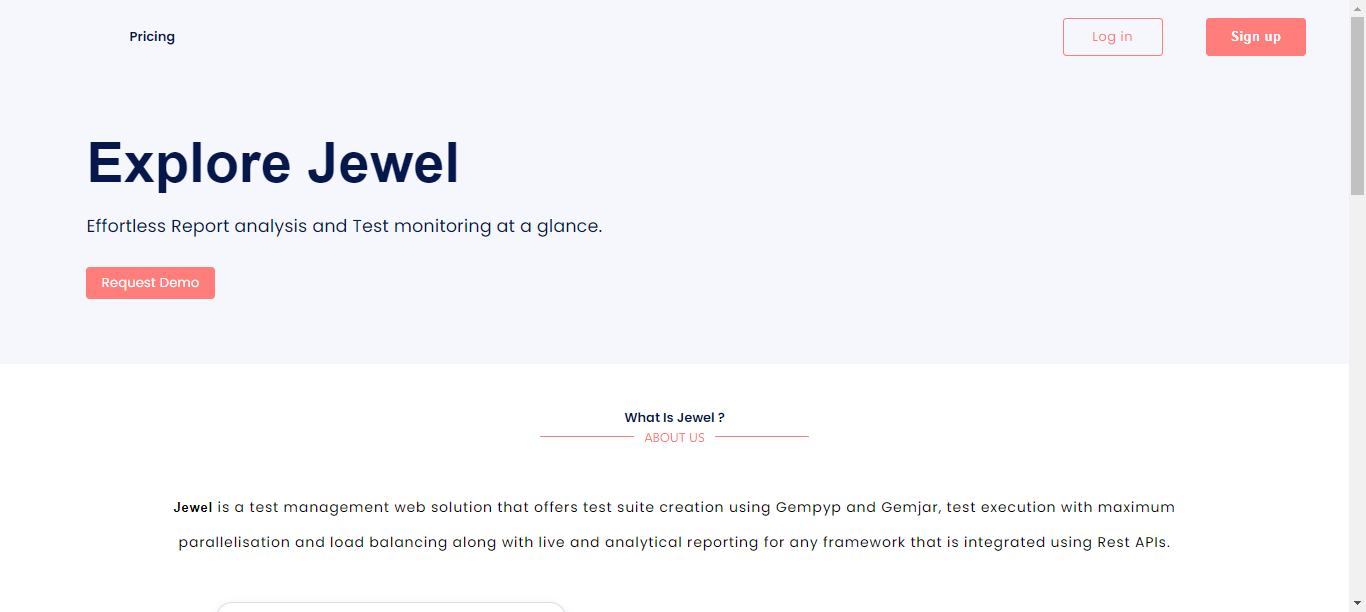 Pricing
Log in
Sign up
Explore Jewel
Effortless Report analysis and Test monitoring at a glance.
Request Demo
What Is Jewel ?
ABOUT US
Jewel is a test management web solution that offers test suite creation using Gempyp and Gemjar, test execution with maximum
parallelisation and load balancing along with live and analytical reporting for any framework that is integrated using Rest APIs.